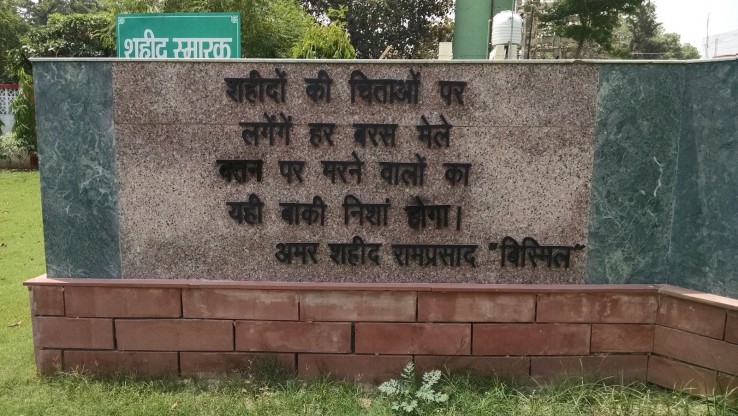 शहीद स्मारक
शहीदों की चिताओं पर
लगेंगें हर बरस मेले
वतन पर मरने वालों का
यही बाकी निशां होगा।
अमर शहीद रामप्रसाद "बिस्मिल"